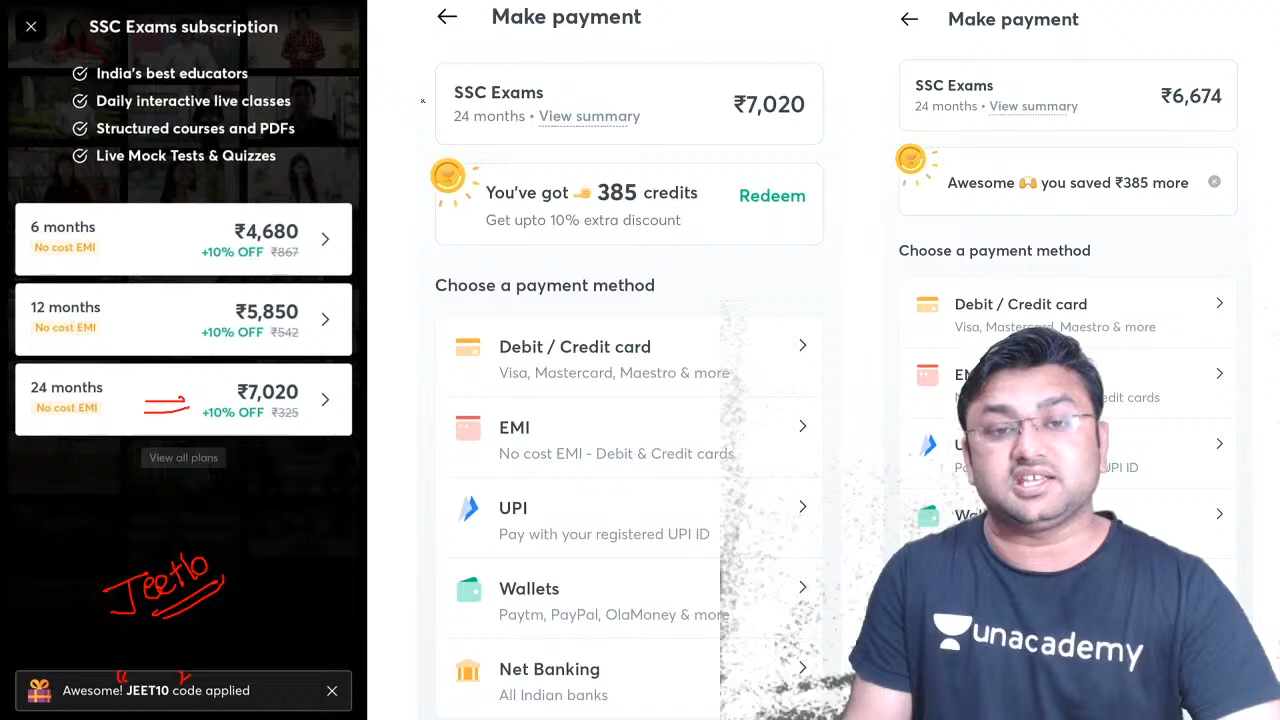 SSC Exams subscription
India's best educators
Daily interactive live classes
Structured courses and PDFs
Live Mock Tests & Quizzes
6 months
No cost EMI
₹4,680
+10% OFF ₹867
12 months
No cost EMI
₹5,850
+10% OFF ₹542
24 months
No cost EMI
₹7,020
+10% OFF ₹325
View all plans
Jeet10
Awesome! JEET10 code applied
Make payment
SSC Exams
24 months • View summary
₹7,020
You've got 385 credits
Get upto 10% extra discount
Redeem
Choose a payment method
Debit / Credit card
Visa, Mastercard, Maestro & more
EMI
No cost EMI - Debit & Credit cards
UPI
Pay with your registered UPI ID
Wallets
Paytm, PayPal, OlaMoney & more
Net Banking
All Indian banks
Make payment
SSC Exams
24 months • View summary
₹6,674
Awesome 🙌 you saved ₹385 more
Choose a payment method
Debit / Credit card
Visa, Mastercard, Maestro & more
edit cards
UPI ID
unacademy